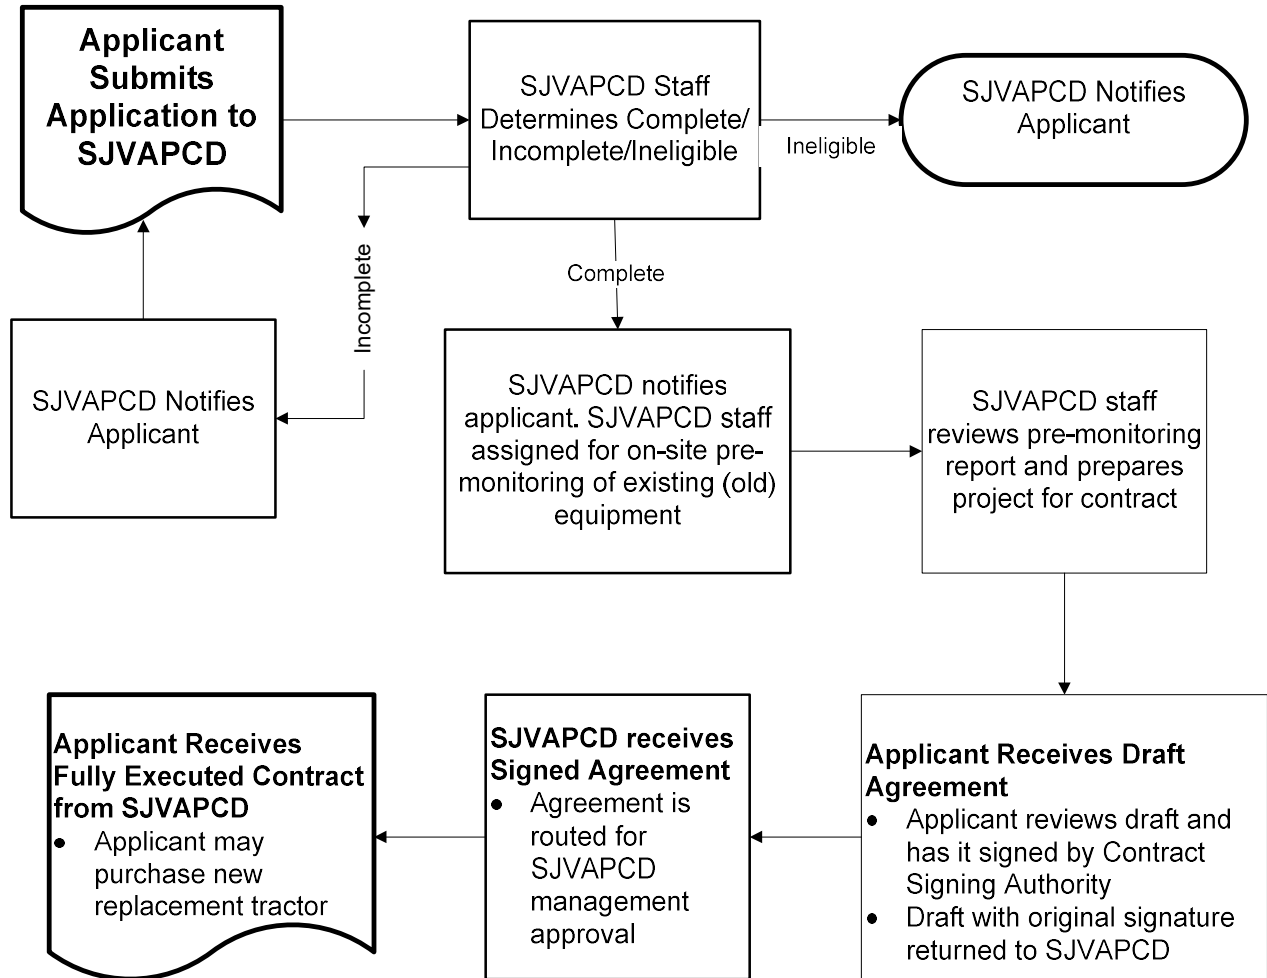 Applicant
Submits
Application to
SJVAPCD
SJVAPCD Staff
Determines Complete/
Incomplete/Ineligible
Ineligible
SJVAPCD Notifies
Applicant
Incomplete
Complete
SJVAPCD Notifies
Applicant
SJVAPCD notifies
applicant. SJVAPCD staff
assigned for on-site pre-
monitoring of existing (old)
equipment
SJVAPCD staff
reviews pre-monitoring
report and prepares
project for contract
Applicant Receives Draft
Agreement
• Applicant reviews draft and
has it signed by Contract
Signing Authority
• Draft with original signature
returned to SJVAPCD
SJVAPCD receives
Signed Agreement
• Agreement is
routed for
SJVAPCD
management
approval
Applicant Receives
Fully Executed Contract
from SJVAPCD
• Applicant may
purchase new
replacement tractor